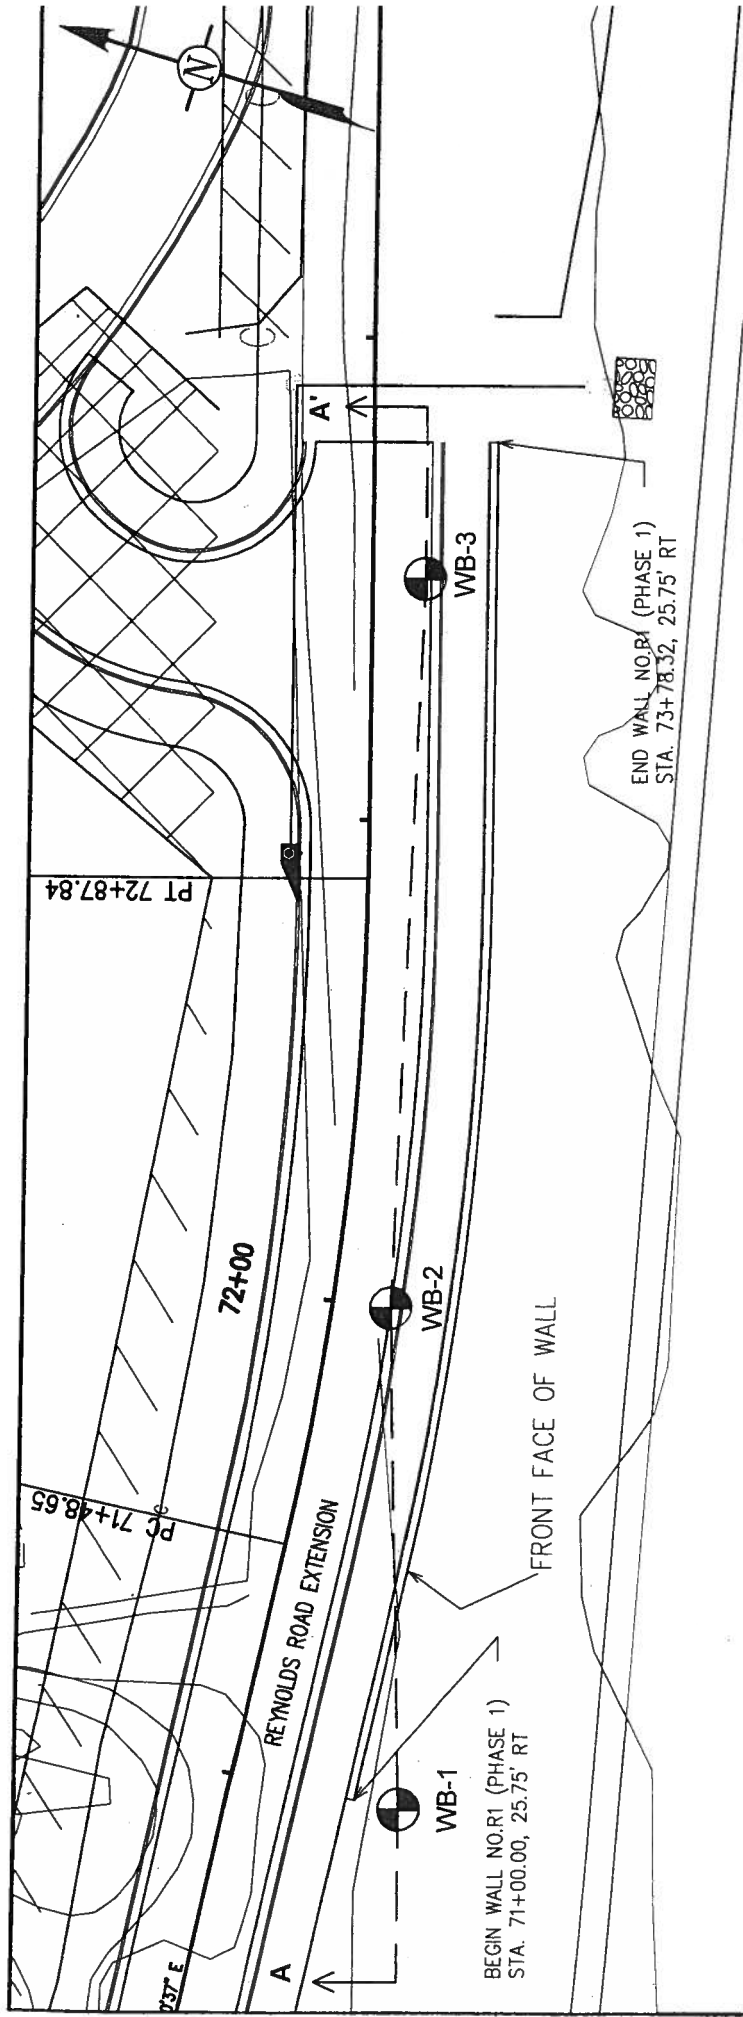 N
A'
WB-3
END WALL NO.R1 (PHASE 1)
STA. 73+78.32, 25.75' RT
PT 72+87.84
72+00
WB-2
FRONT FACE OF WALL
PC 71+48.65
REYNOLDS ROAD EXTENSION
WB-1
BEGIN WALL NO.R1 (PHASE 1)
STA. 71+00.00, 25.75' RT
A
0'37" E